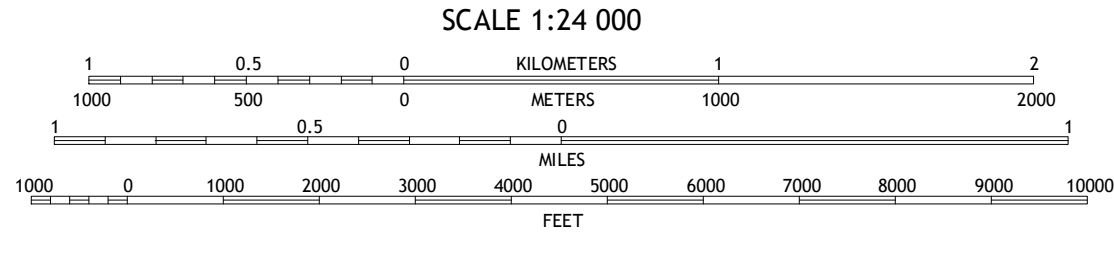 SCALE 1:24 000
1 0.5 0 KILOMETERS 1 2
1000 500 0 METERS 1000 2000
1 0.5 0 1
MILES
1000 0 1000 2000 3000 4000 5000 6000 7000 8000 9000 10000
FEET